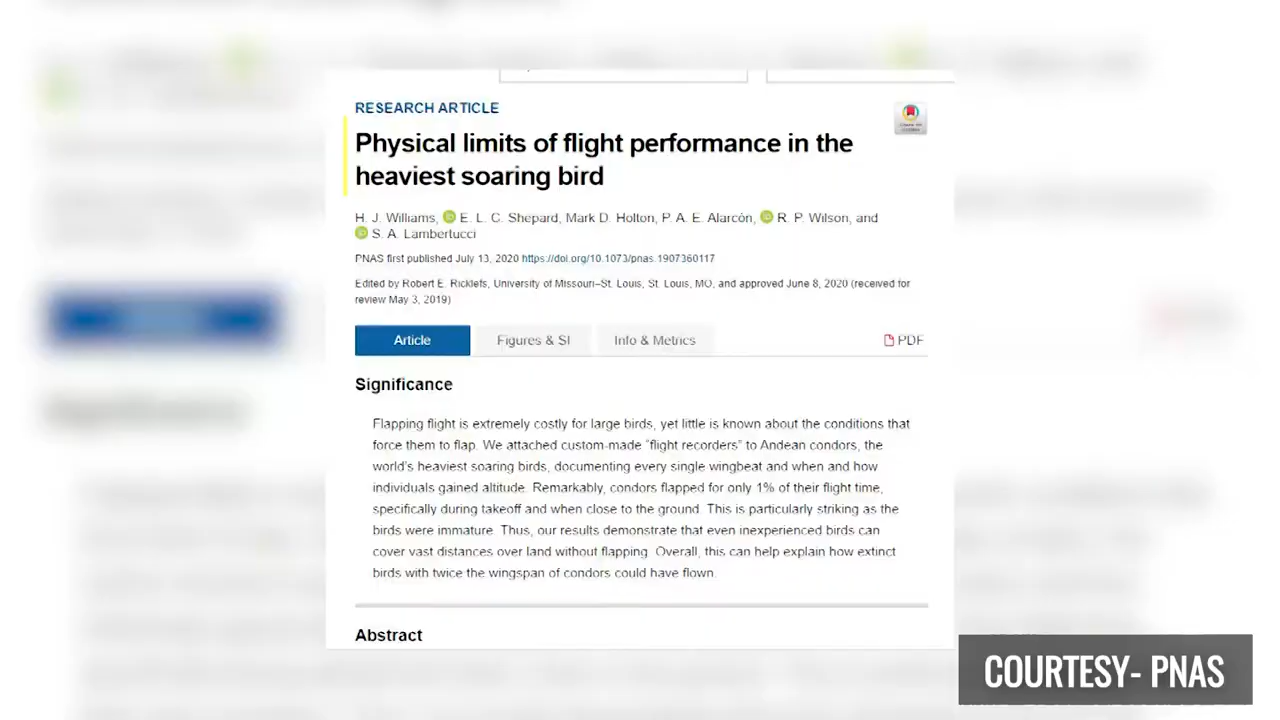 RESEARCH ARTICLE
Physical limits of flight performance in the
heaviest soaring bird
H. J. Williams, E. L. C. Shepard, Mark D. Holton, P. A. E. Alarcón, R. P. Wilson, and
S. A. Lambertucci
PNAS first published July 13, 2020 https://doi.org/10.1073/pnas.1907360117
Edited by Robert E. Ricklefs, University of Missouri–St. Louis, St. Louis, MO, and approved June 8, 2020 (received for
review May 3, 2019)
Article Figures & SI Info & Metrics PDF
Significance
Flapping flight is extremely costly for large birds, yet little is known about the conditions that
force them to flap. We attached custom-made “flight recorders” to Andean condors, the
world's heaviest soaring birds, documenting every single wingbeat and when and how
individuals gained altitude. Remarkably, condors flapped for only 1% of their flight time,
specifically during takeoff and when close to the ground. This is particularly striking as the
birds were immature. Thus, our results demonstrate that even inexperienced birds can
cover vast distances over land without flapping. Overall, this can help explain how extinct
birds with twice the wingspan of condors could have flown.
Abstract
COURTESY- PNAS